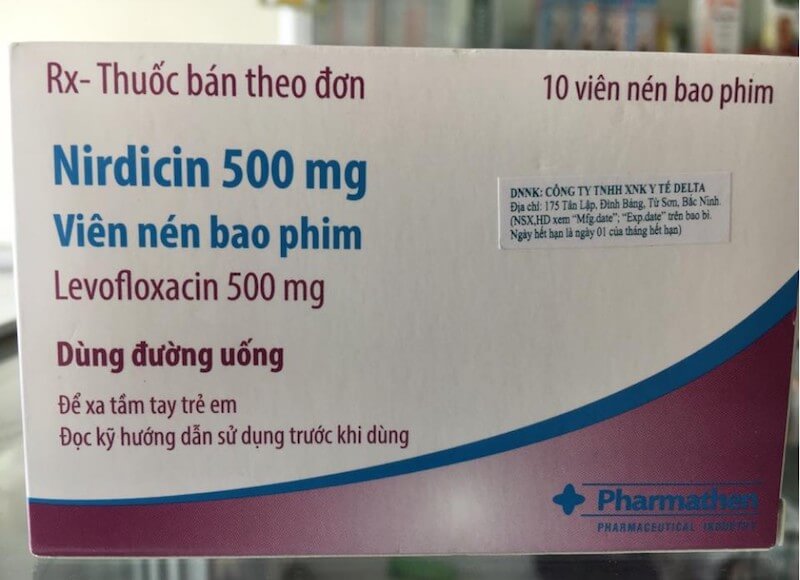 Rx- Thuốc bán theo đơn
10 viên nén bao phim
Nirdicin 500 mg
Viên nén bao phim
Levofloxacin 500 mg
DNNK: CÔNG TY TNHH XNK Y TẾ DELTA
Địa chỉ: 175 Tân Lập, Đình Bảng, Từ Sơn, Bắc Ninh.
(NSX,HD xem “Mfg.date”; “Exp.date” trên bao bì.
Ngày hết hạn là ngày 01 của tháng hết hạn)
Dùng đường uống
Để xa tầm tay trẻ em
Đọc kỹ hướng dẫn sử dụng trước khi dùng
Pharmathen
PHARMACEUTICAL INDUSTRY